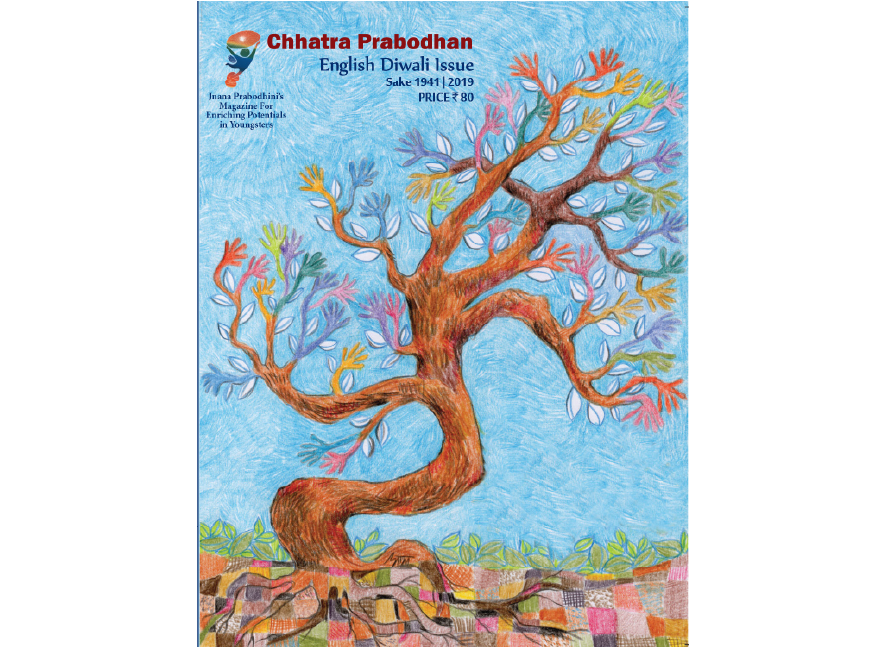 Chhatra Prabodhan
English Diwali Issue
Sake 1941 | 2019
PRICE ₹ 80
Jnana Prabodhini's
Magazine For
Enriching Potentials
in Youngsters